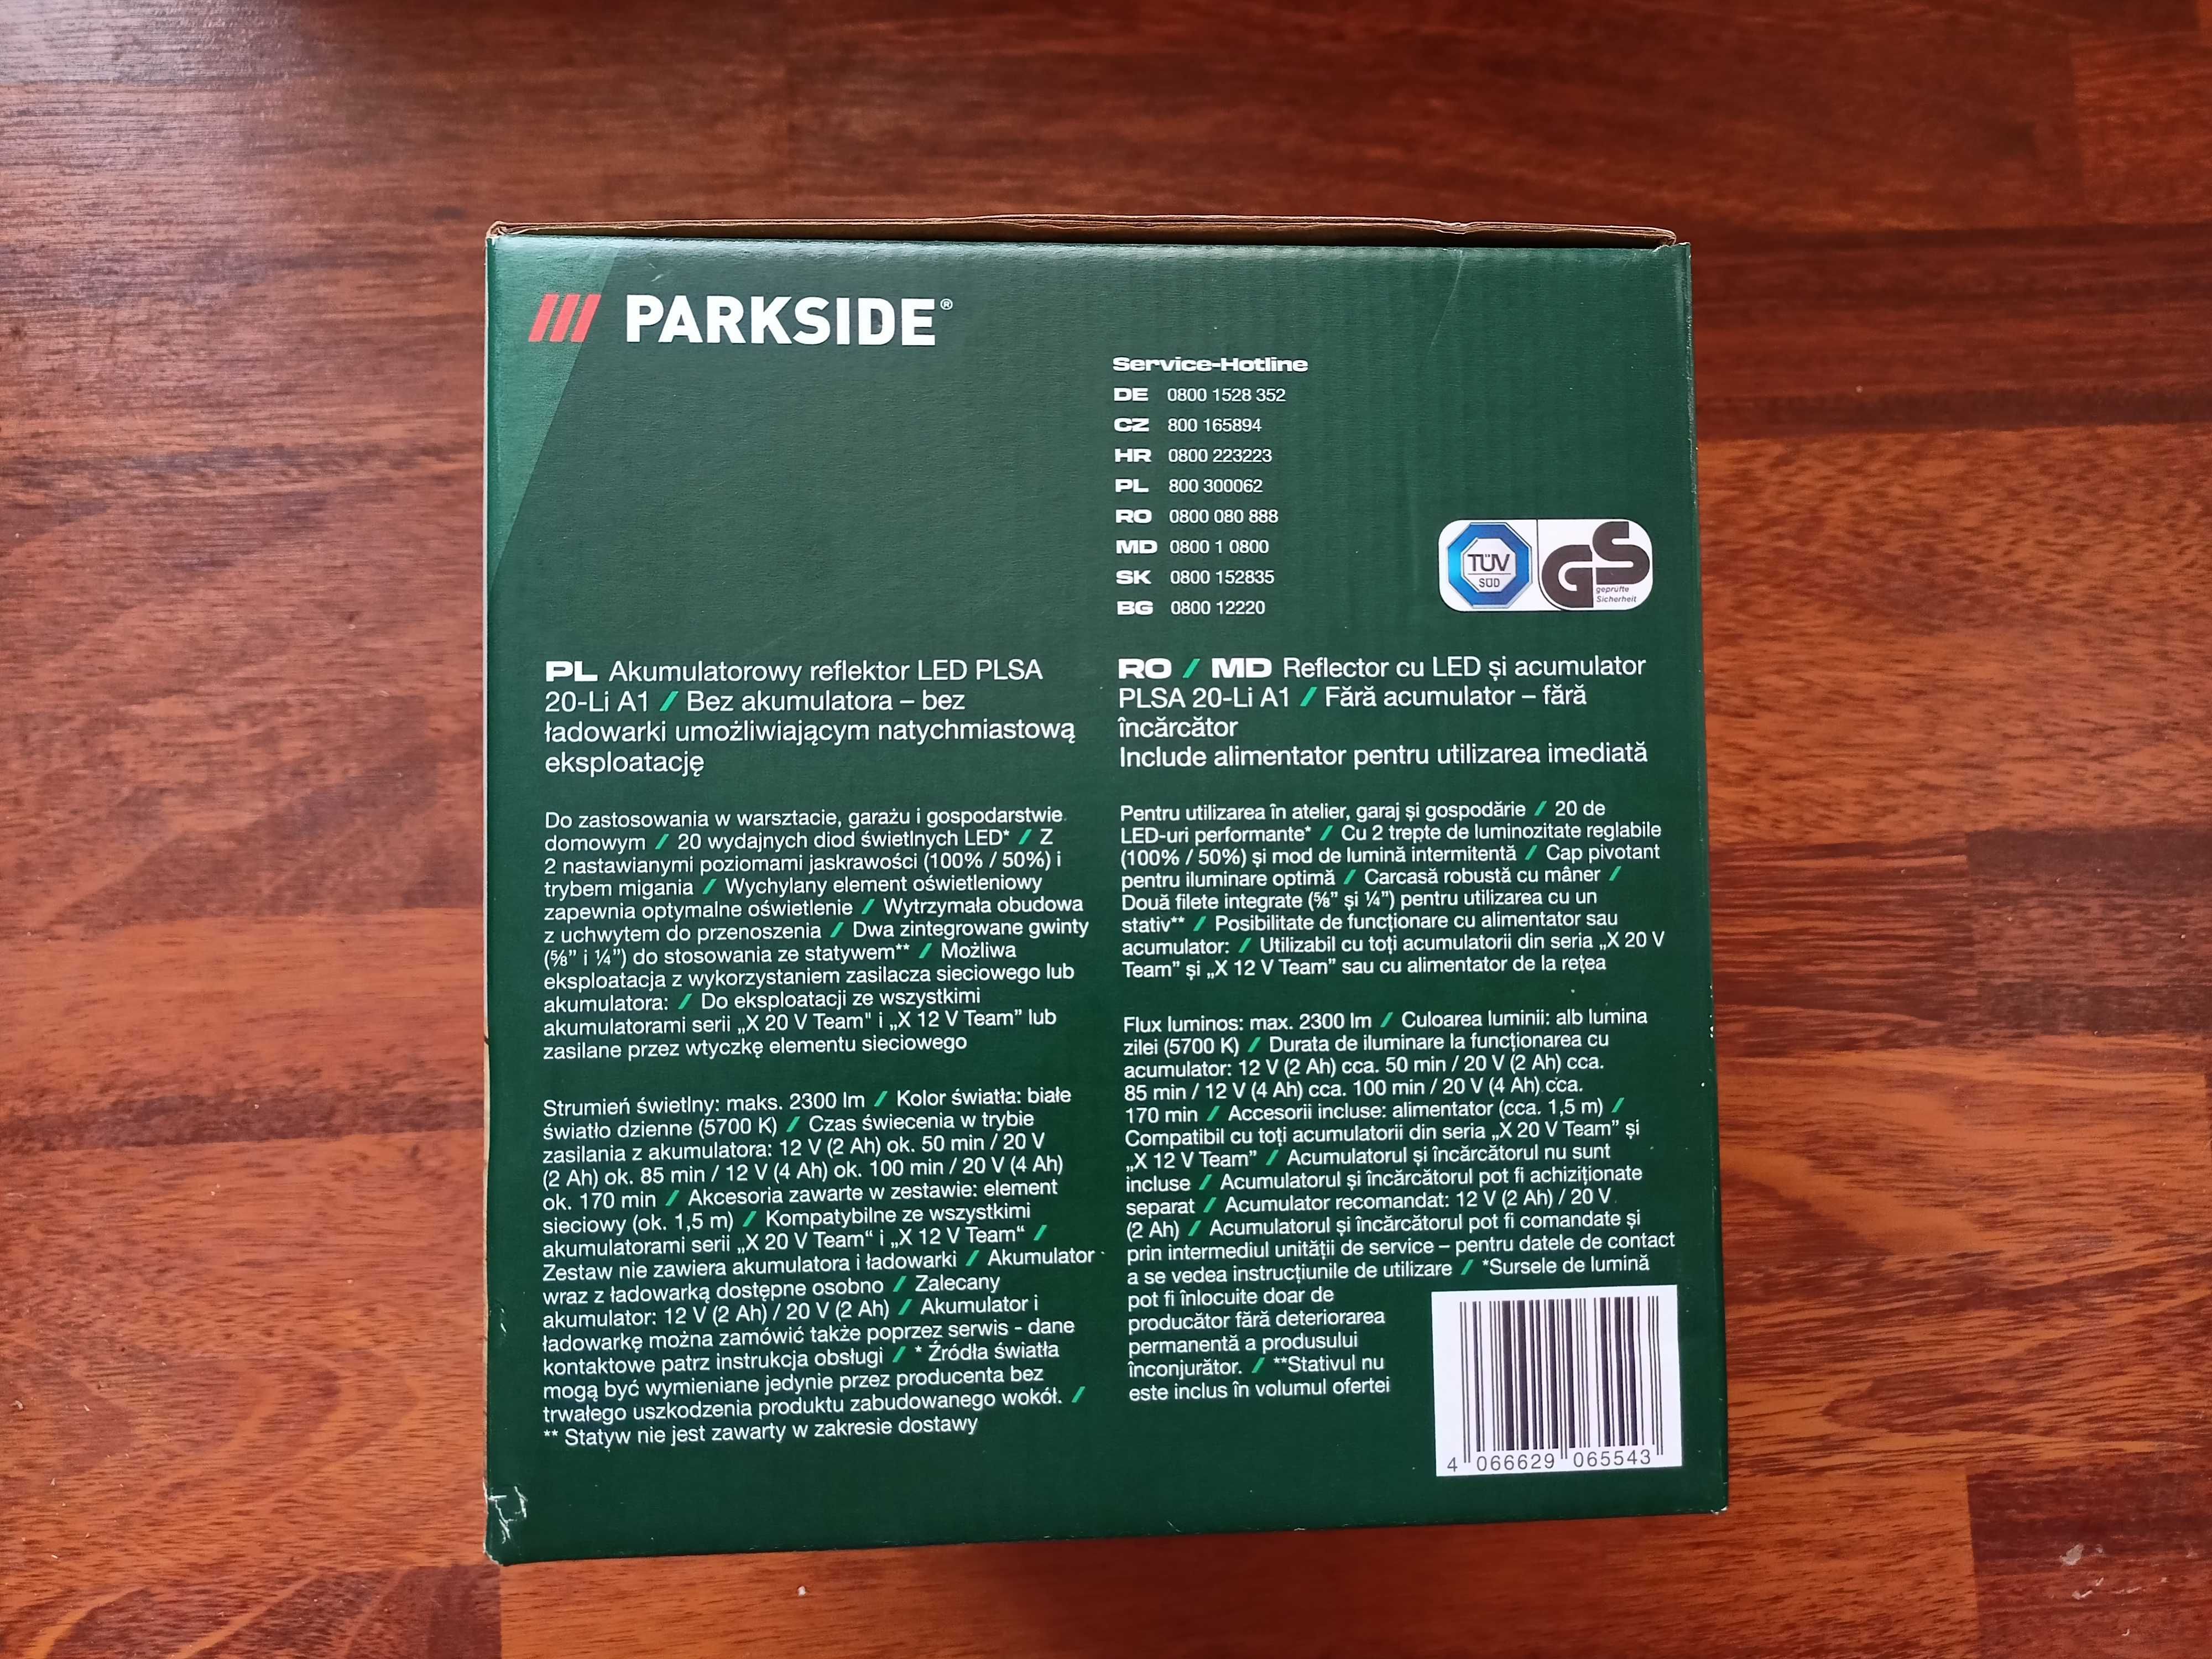 PARKSIDE®
Service-Hotline
DE 0800 1528 352
CZ 800 165894
HR 0800 223223
PL 800 300062
RO 0800 080 888
MD 0800 1 0800
SK 0800 152835
BG 0800 12220
TÜV
SÜD
GS
geprüfte
Sicherheit
PL Akumulatorowy reflektor LED PLSA
20-Li A1 / Bez akumulatora – bez
ładowarki umożliwiającym natychmiastową
eksploatację
Do zastosowania w warsztacie, garażu i gospodarstwie
domowym / 20 wydajnych diod świetlnych LED* / Z
2 nastawianymi poziomami jaskrawości (100% / 50%) i
trybem migania / Wychylany element oświetleniowy
zapewnia optymalne oświetlenie / Wytrzymała obudowa
z uchwytem do przenoszenia / Dwa zintegrowane gwinty
(⅝” i ¼”) do stosowania ze statywem** / Możliwa
eksploatacja z wykorzystaniem zasilacza sieciowego lub
akumulatora: / Do eksploatacji ze wszystkimi
akumulatorami serii „X 20 V Team" i „X 12 V Team” lub
zasilane przez wtyczkę elementu sieciowego
Strumień świetlny: maks. 2300 lm / Kolor światła: białe
światło dzienne (5700 K) / Czas świecenia w trybie
zasilania z akumulatora: 12 V (2 Ah) ok. 50 min / 20 V
(2 Ah) ok. 85 min / 12 V (4 Ah) ok. 100 min / 20 V (4 Ah)
ok. 170 min / Akcesoria zawarte w zestawie: element
sieciowy (ok. 1,5 m) / Kompatybilne ze wszystkimi
akumulatorami serii „X 20 V Team“ i „X 12 V Team“ /
Zestaw nie zawiera akumulatora i ładowarki / Akumulator
wraz z ładowarką dostępne osobno / Zalecany
akumulator: 12 V (2 Ah) / 20 V (2 Ah) / Akumulator i
ładowarkę można zamówić także poprzez serwis - dane
kontaktowe patrz instrukcja obsługi / * Źródła światła
mogą być wymieniane jedynie przez producenta bez
trwałego uszkodzenia produktu zabudowanego wokół. /
** Statyw nie jest zawarty w zakresie dostawy
RO / MD Reflector cu LED și acumulator
PLSA 20-Li A1 / Fără acumulator – fără
încărcător
Include alimentator pentru utilizarea imediată
Pentru utilizarea în atelier, garaj și gospodărie / 20 de
LED-uri performante* / Cu 2 trepte de luminozitate reglabile
(100% / 50%) și mod de lumină intermitentă / Cap pivotant
pentru iluminare optimă / Carcasă robustă cu mâner /
Două filete integrate (⅝” și ¼”) pentru utilizarea cu un
stativ** / Posibilitate de funcționare cu alimentator sau
acumulator: / Utilizabil cu toți acumulatorii din seria „X 20 V
Team” și „X 12 V Team” sau cu alimentator de la rețea
Flux luminos: max. 2300 lm / Culoarea luminii: alb lumina
zilei (5700 K) / Durata de iluminare la funcționarea cu
acumulator: 12 V (2 Ah) cca. 50 min / 20 V (2 Ah) cca.
85 min / 12 V (4 Ah) cca. 100 min / 20 V (4 Ah) cca.
170 min / Accesorii incluse: alimentator (cca. 1,5 m) /
Compatibil cu toți acumulatorii din seria „X 20 V Team” și
„X 12 V Team” / Acumulatorul și încărcătorul nu sunt
incluse / Acumulatorul și încărcătorul pot fi achiziționate
separat / Acumulator recomandat: 12 V (2 Ah) / 20 V
(2 Ah) / Acumulatorul și încărcătorul pot fi comandate și
prin intermediul unității de service – pentru datele de contact
a se vedea instrucțiunile de utilizare / *Sursele de lumină
pot fi înlocuite doar de
producător fără deteriorarea
permanentă a produsului
înconjurător. / **Stativul nu
este inclus în volumul ofertei
4 066629 065543